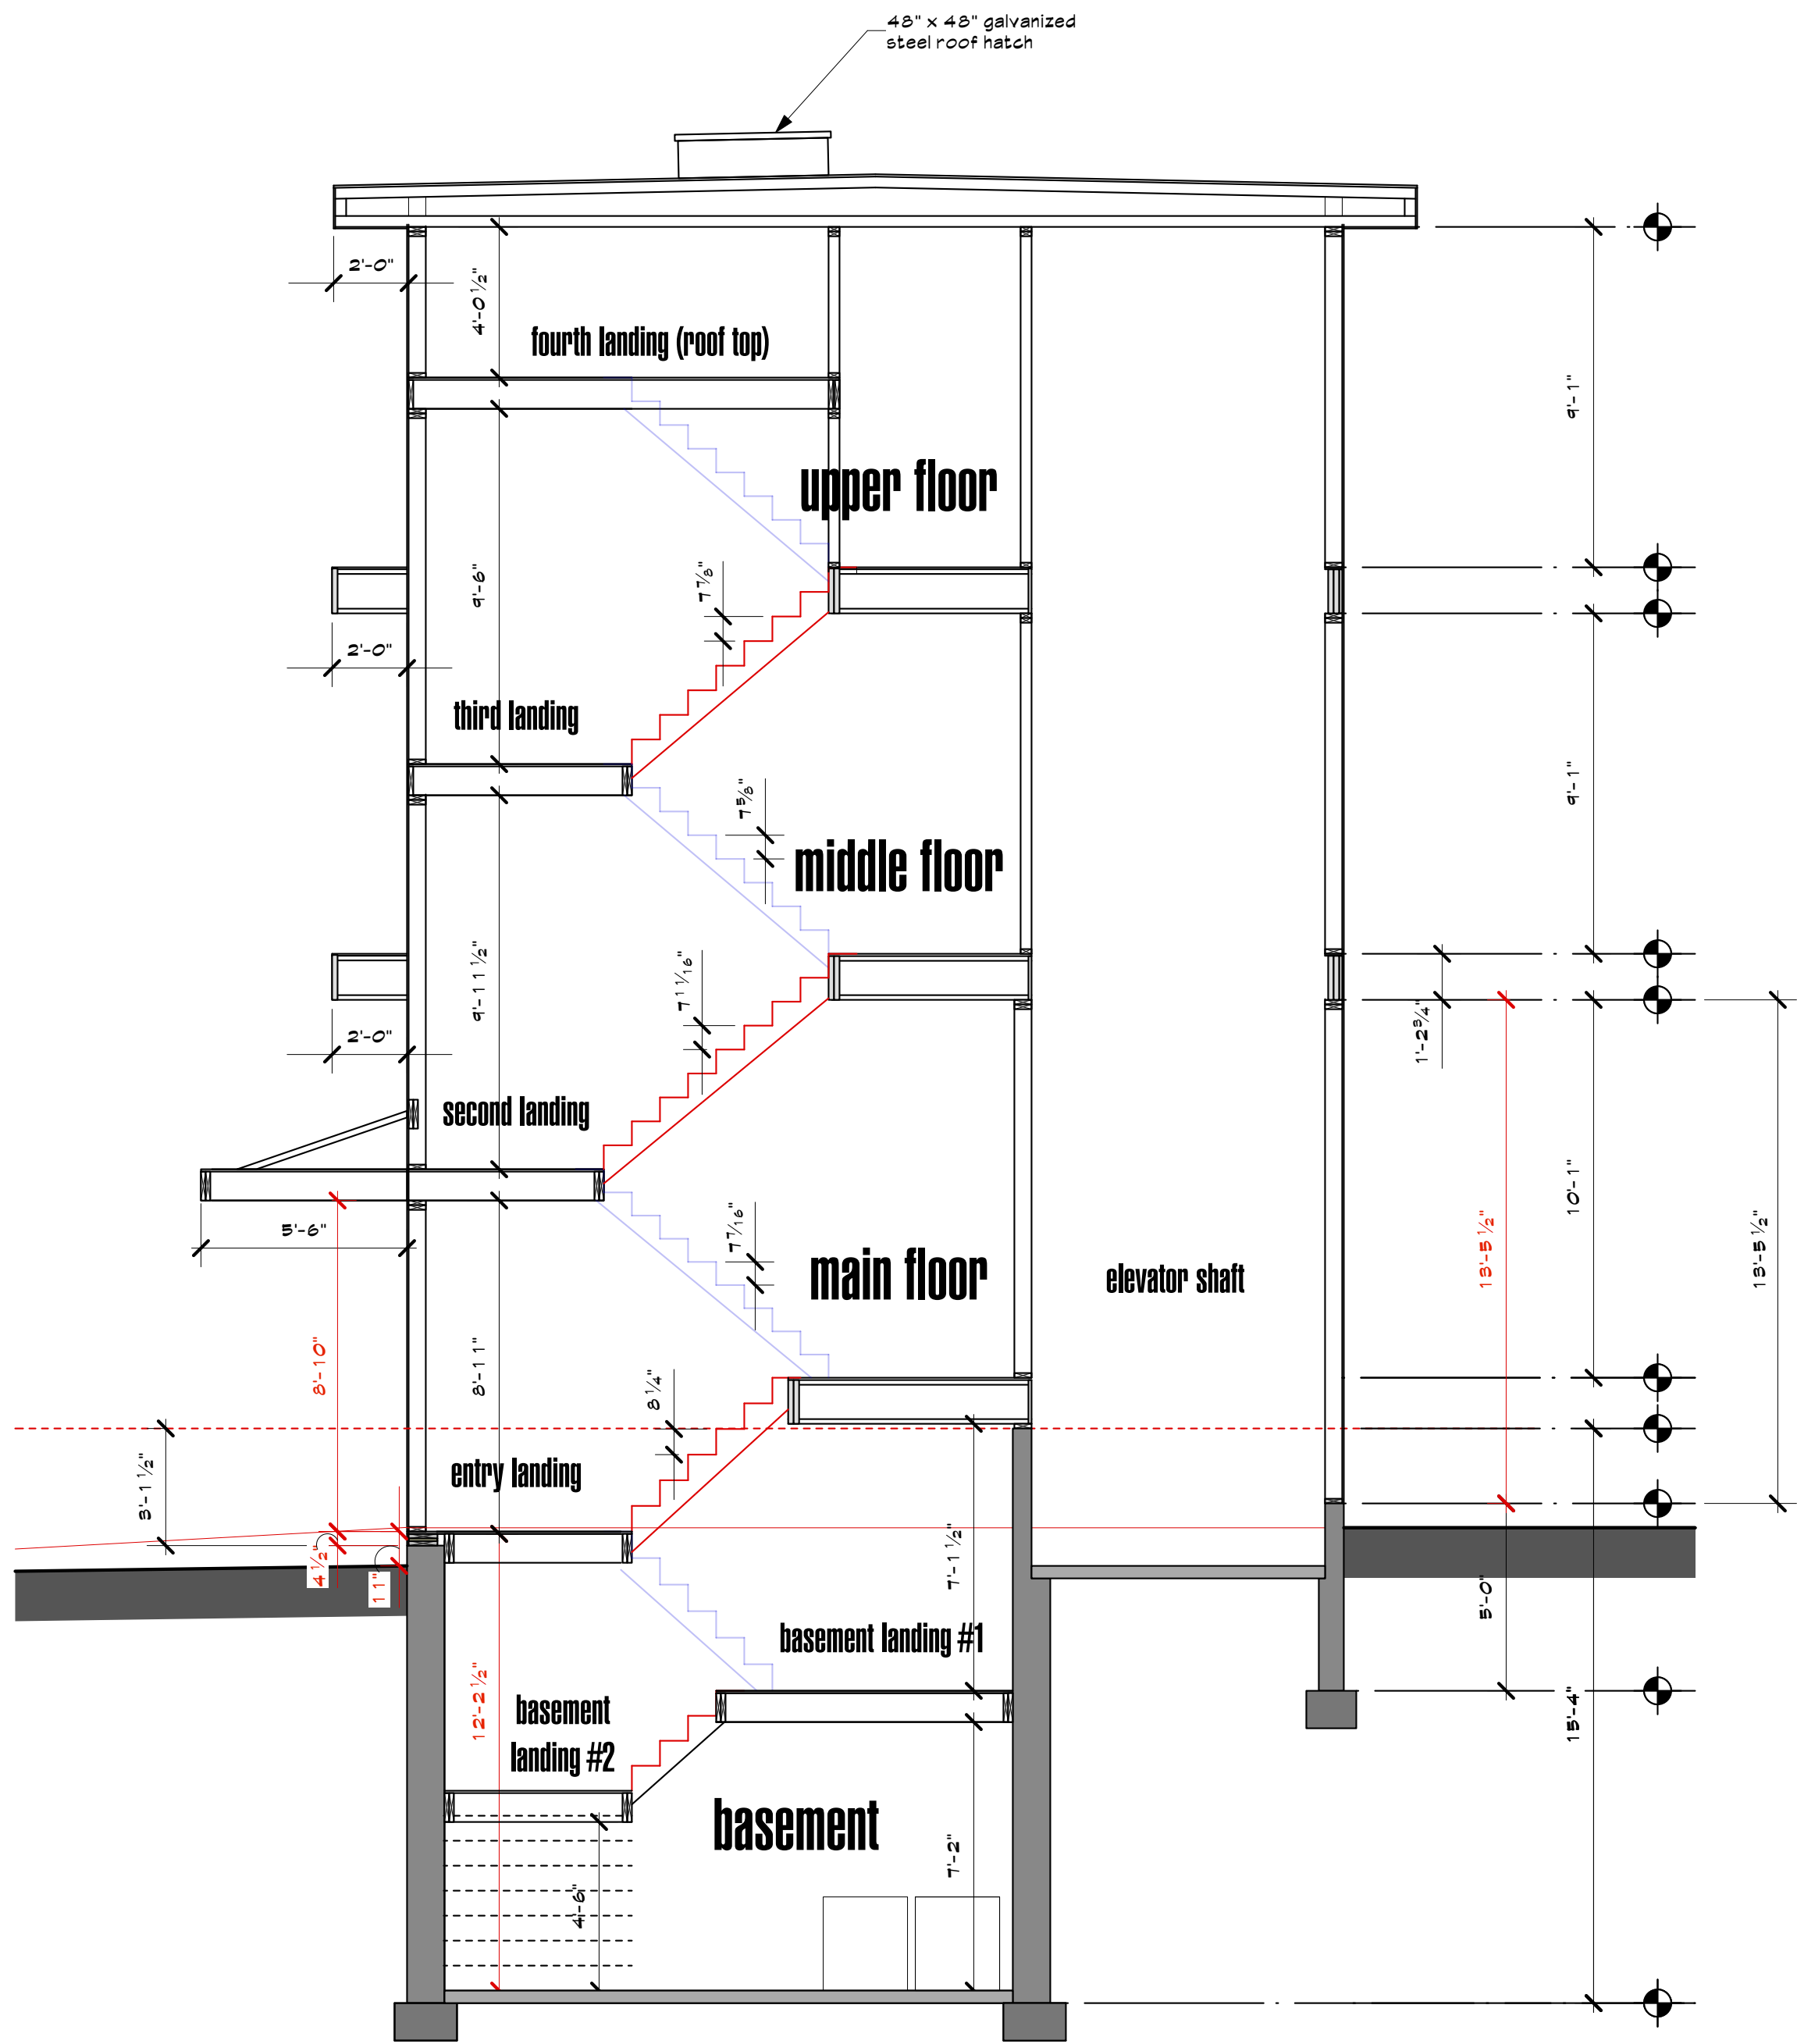 48" x 48" galvanized
steel roof hatch
2'-0"
4'-0 1/2"
fourth landing (roof top)
9'-1"
upper floor
9'-6"
7 7/8"
2'-0"
third landing
9'-1"
7 5/8"
middle floor
9'-11 1/2"
7 11/16"
2'-0"
1'-2 3/4"
second landing
10'-1"
5'-6"
7 7/16"
13'-5 1/2"
13'-5 1/2"
main floor
elevator shaft
8'-10"
8'-11"
8 1/4"
3'-1 1/2"
entry landing
4 1/2"
11"
7'-1 1/2"
5'-0"
basement landing #1
12'-2 1/2"
15'-4"
basement
landing #2
basement
7'-2"
4'-6"